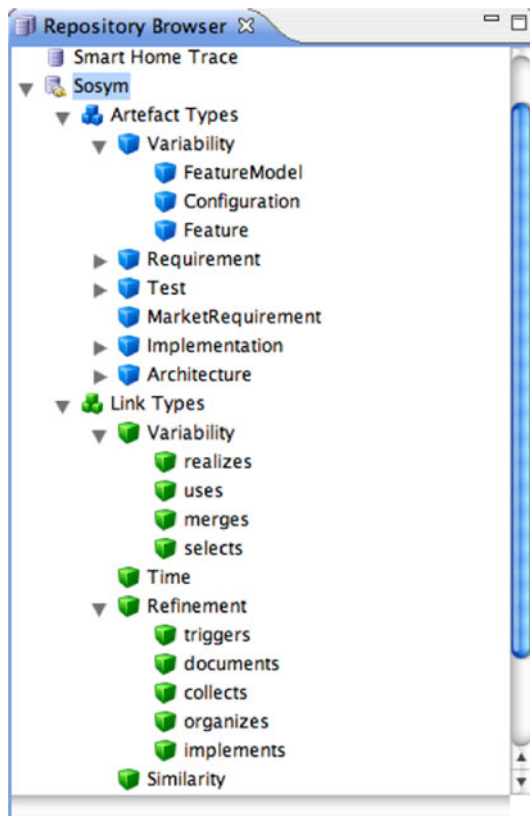 Repository Browser
Smart Home Trace
Sosym
Artefact Types
Variability
FeatureModel
Configuration
Feature
Requirement
Test
MarketRequirement
Implementation
Architecture
Link Types
Variability
realizes
uses
merges
selects
Time
Refinement
triggers
documents
collects
organizes
implements
Similarity